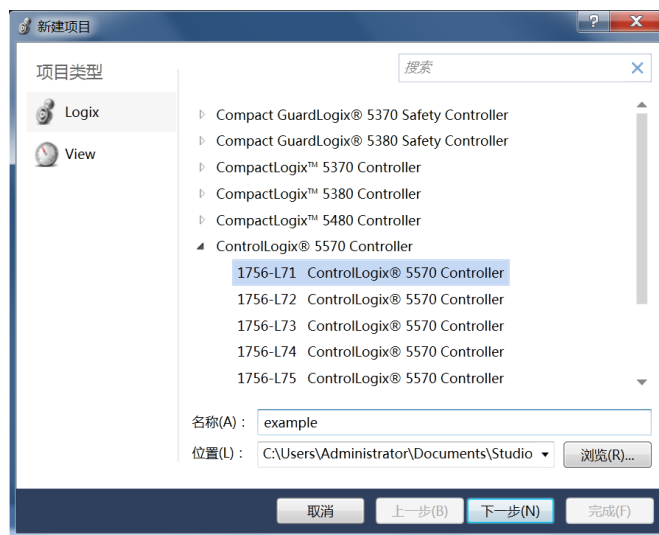 新建项目
项目类型
搜索
Logix
View
Compact GuardLogix® 5370 Safety Controller
Compact GuardLogix® 5380 Safety Controller
CompactLogix™ 5370 Controller
CompactLogix™ 5380 Controller
CompactLogix™ 5480 Controller
ControlLogix® 5570 Controller
1756-L71 ControlLogix® 5570 Controller
1756-L72 ControlLogix® 5570 Controller
1756-L73 ControlLogix® 5570 Controller
1756-L74 ControlLogix® 5570 Controller
1756-L75 ControlLogix® 5570 Controller
名称(A)： example
位置(L)： C:\Users\Administrator\Documents\Studio 浏览(R)...
取消 上一步(B) 下一步(N) 完成(F)